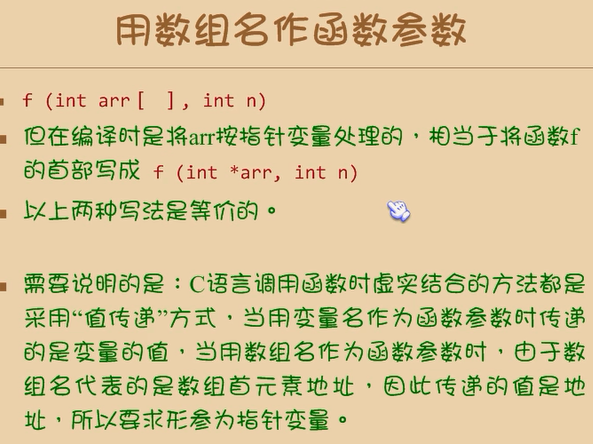 用数组名作函数参数
f (int arr[ ], int n)
但在编译时是将arr按指针变量处理的，相当于将函数f
的首部写成 f (int *arr, int n)
以上两种写法是等价的。
需要说明的是：C语言调用函数时虚实结合的方法都是
采用“值传递”方式，当用变量名作为函数参数时传递
的是变量的值，当用数组名作为函数参数时，由于数
组名代表的是数组首元素地址，因此传递的值是地
址，所以要求形参为指针变量。